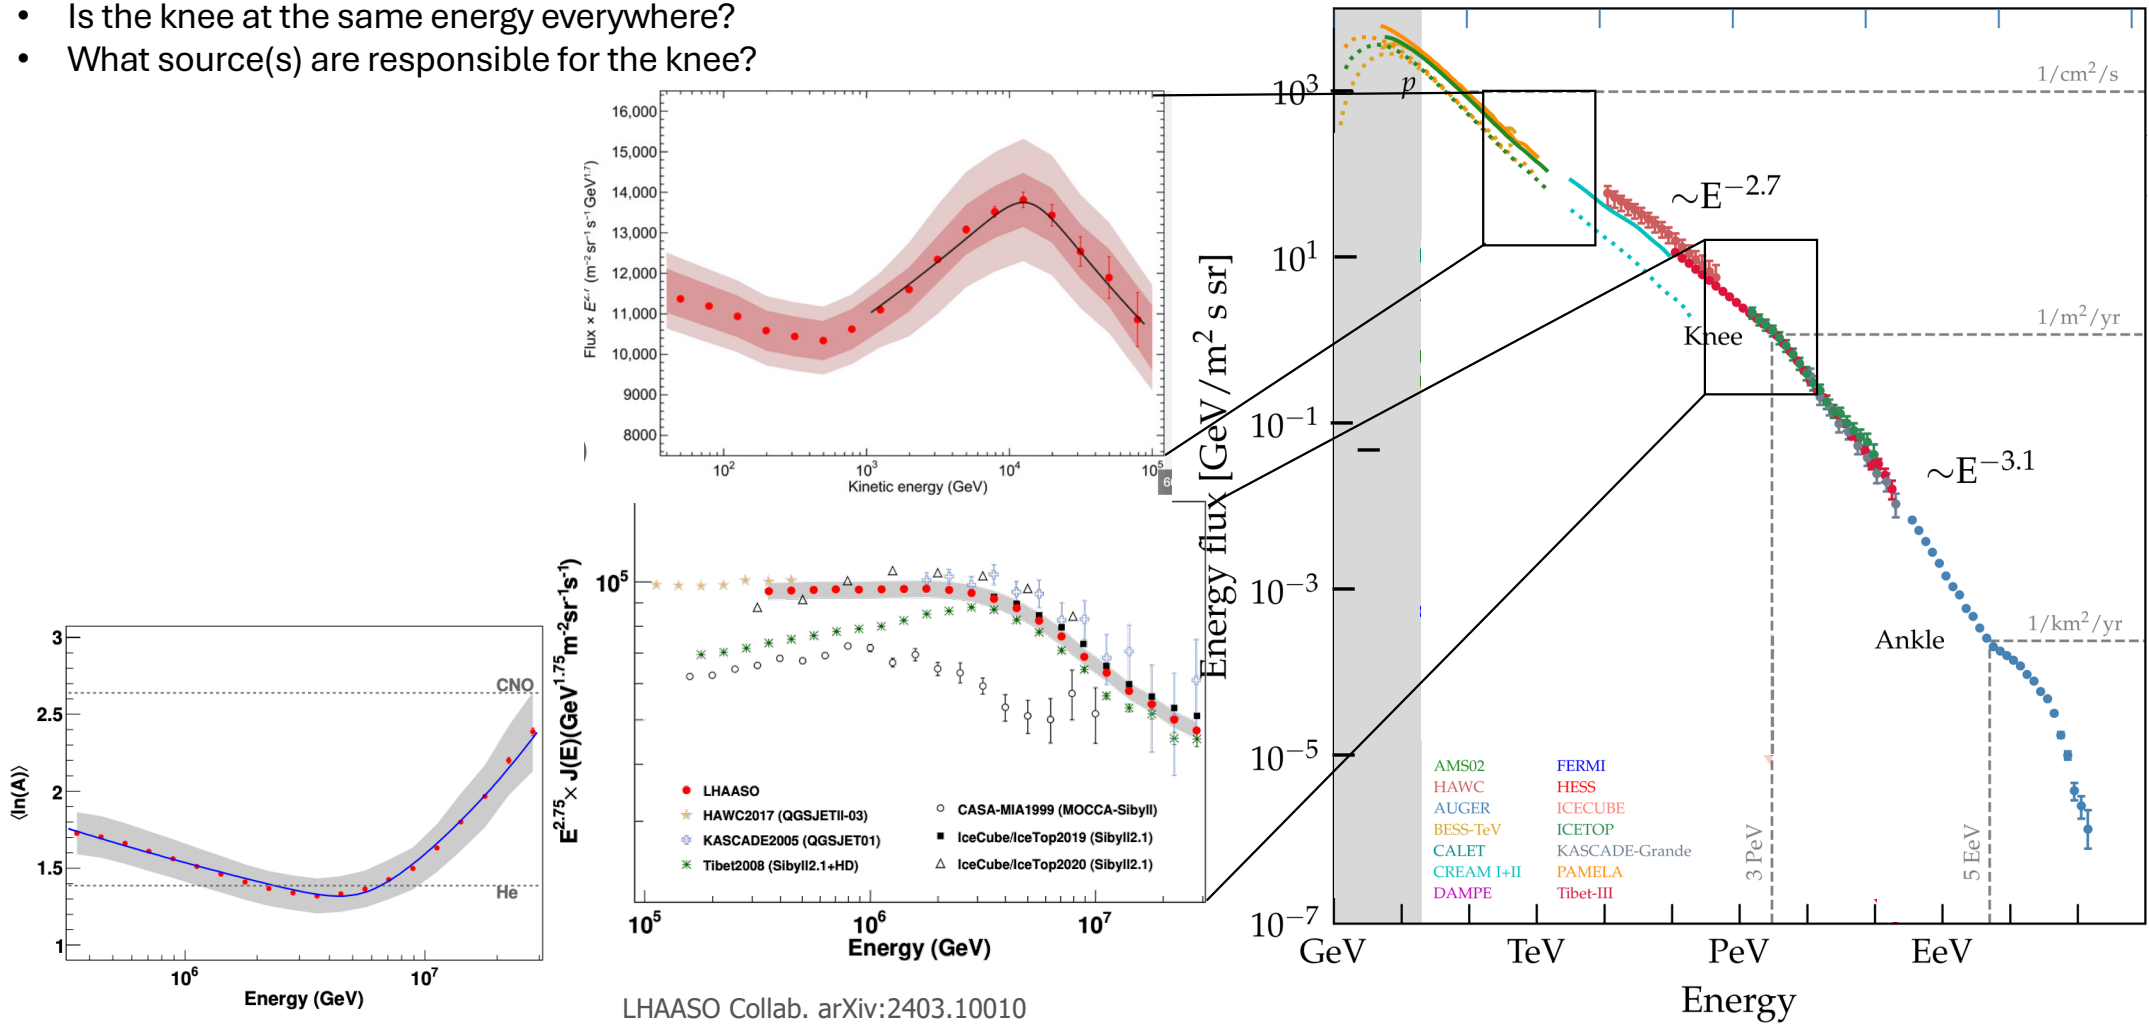 • Is the knee at the same energy everywhere?
• What source(s) are responsible for the knee?
16,000
15,000
14,000
13,000
12,000
11,000
10,000
9000
8000
Flux × E^2.7 (m^−2 sr^−1 s^−1 GeV^1.7)
10^2 10^3 10^4 10^5
Kinetic energy (GeV)
10^5
E^2.75 × J(E)(GeV^1.75m^-2sr^-1s^-1)
LHAASO
HAWC2017 (QGSJETII-03)
KASCADE2005 (QGSJET01)
Tibet2008 (Sibyll2.1+HD)
CASA-MIA1999 (MOCCA-Sibyll)
IceCube/IceTop2019 (Sibyll2.1)
IceCube/IceTop2020 (Sibyll2.1)
10^5 10^6 10^7
Energy (GeV)
3
2.5
2
1.5
1
⟨ln(A)⟩
CNO
He
10^6 10^7
Energy (GeV)
LHAASO Collab. arXiv:2403.10010
Energy flux [GeV/m^2 s sr]
10^3
10^1
10^−1
10^−3
10^−5
10^−7
p
1/cm^2/s
~E^−2.7
1/m^2/yr
Knee
~E^−3.1
1/km^2/yr
Ankle
3 PeV
5 EeV
AMS02
HAWC
AUGER
BESS-TeV
CALET
CREAM I+II
DAMPE
FERMI
HESS
ICECUBE
ICETOP
KASCADE-Grande
PAMELA
Tibet-III
GeV TeV PeV EeV
Energy